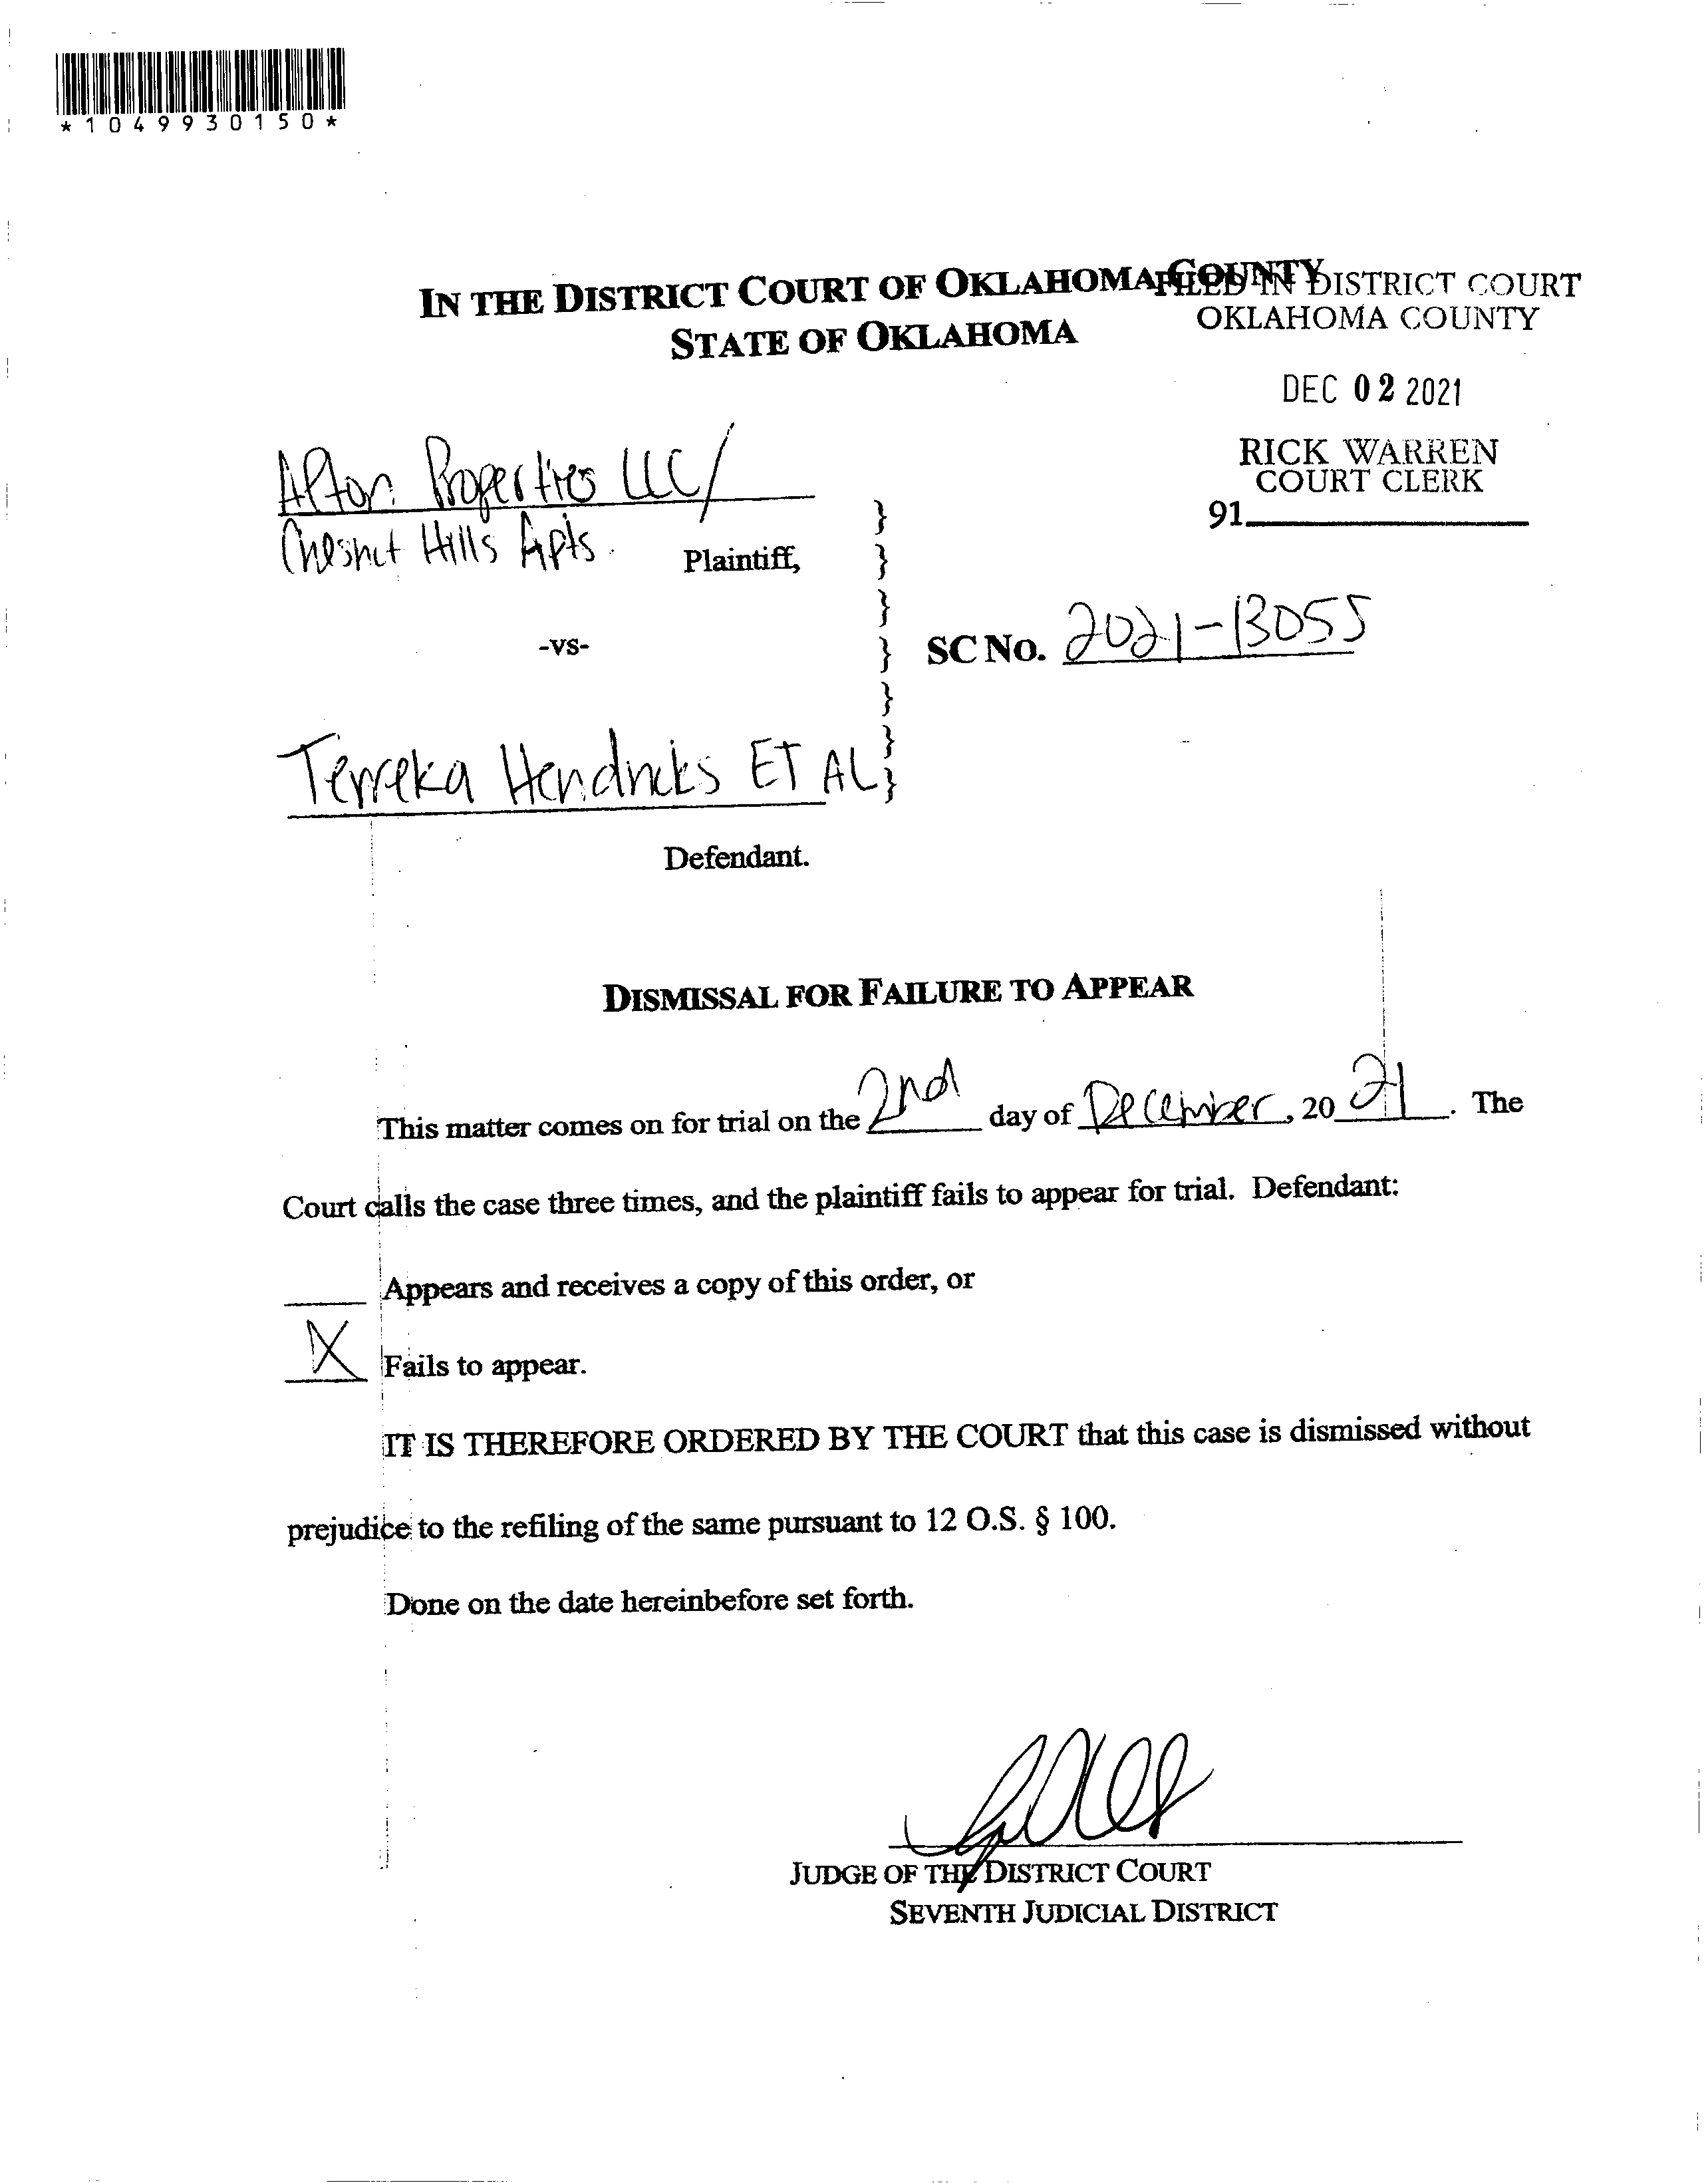 *1049930150*
IN THE DISTRICT COURT OF OKLAHOMA COUNTY
STATE OF OKLAHOMA
FILED IN DISTRICT COURT
OKLAHOMA COUNTY
DEC 02 2021
RICK WARREN
COURT CLERK
91
Afton Properties LLC/
Chesnut Hills Apts.
Plaintiff,
-vs-
SC No. 2021-13055
Terreka Hendricks ET AL
Defendant.
DISMISSAL FOR FAILURE TO APPEAR
This matter comes on for trial on the 2nd day of December, 2021. The
Court calls the case three times, and the plaintiff fails to appear for trial. Defendant:
Appears and receives a copy of this order, or
X Fails to appear.
IT IS THEREFORE ORDERED BY THE COURT that this case is dismissed without
prejudice to the refiling of the same pursuant to 12 O.S. § 100.
Done on the date hereinbefore set forth.
JUDGE OF THE DISTRICT COURT
SEVENTH JUDICIAL DISTRICT